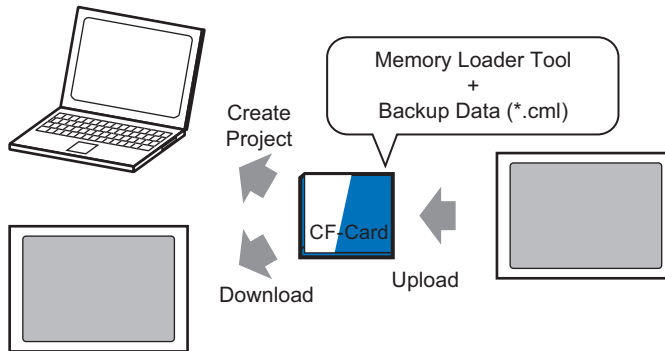 Memory Loader Tool
+
Backup Data (*.cml)
Create
Project
CF-Card
Download
Upload